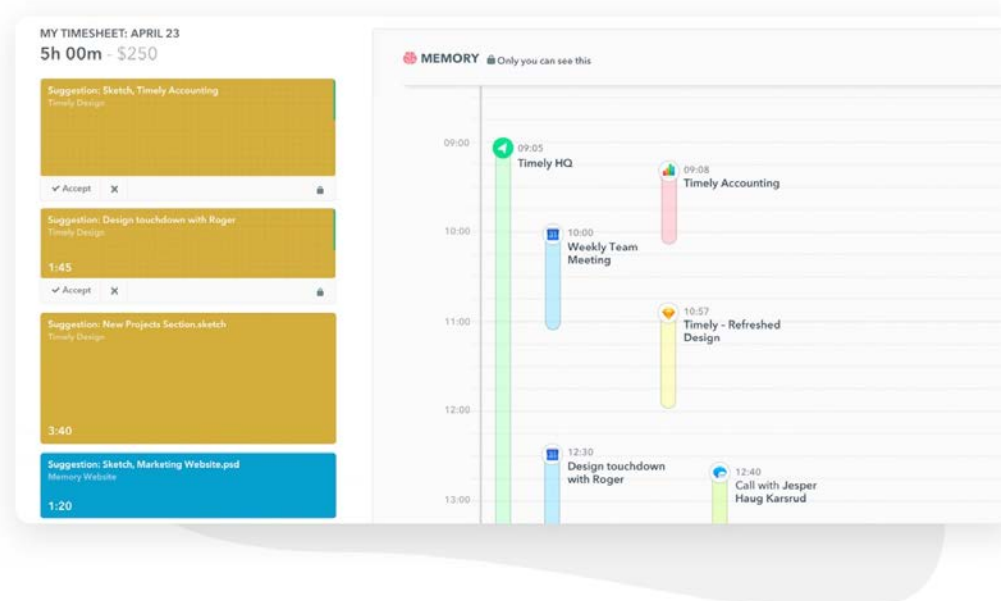 MY TIMESHEET: APRIL 23
5h 00m - $250
Suggestion: Sketch, Timely Accounting
Timely Design
Accept
Suggestion: Design touchdown with Roger
Timely Design
1:45
Accept
Suggestion: New Projects Section.sketch
Timely Design
3:40
Suggestion: Sketch, Marketing Website.psd
Memory Website
1:20
MEMORY Only you can see this
09:00
09:05
Timely HQ
09:08
Timely Accounting
10:00
10:00
Weekly Team
Meeting
10:57
Timely - Refreshed
Design
11:00
12:00
12:30
Design touchdown
with Roger
12:40
Call with Jesper
Haug Karsrud
13:00